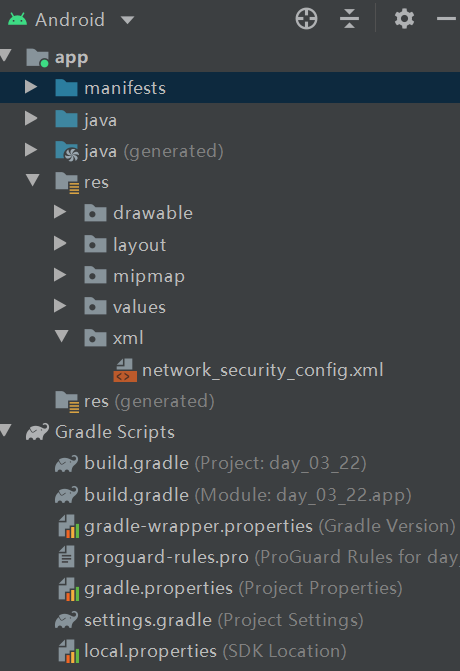 Android
app
manifests
java
java (generated)
res
drawable
layout
mipmap
values
xml
network_security_config.xml
res (generated)
Gradle Scripts
build.gradle (Project: day_03_22)
build.gradle (Module: day_03_22.app)
gradle-wrapper.properties (Gradle Version)
proguard-rules.pro (ProGuard Rules for day_
gradle.properties (Project Properties)
settings.gradle (Project Settings)
local.properties (SDK Location)